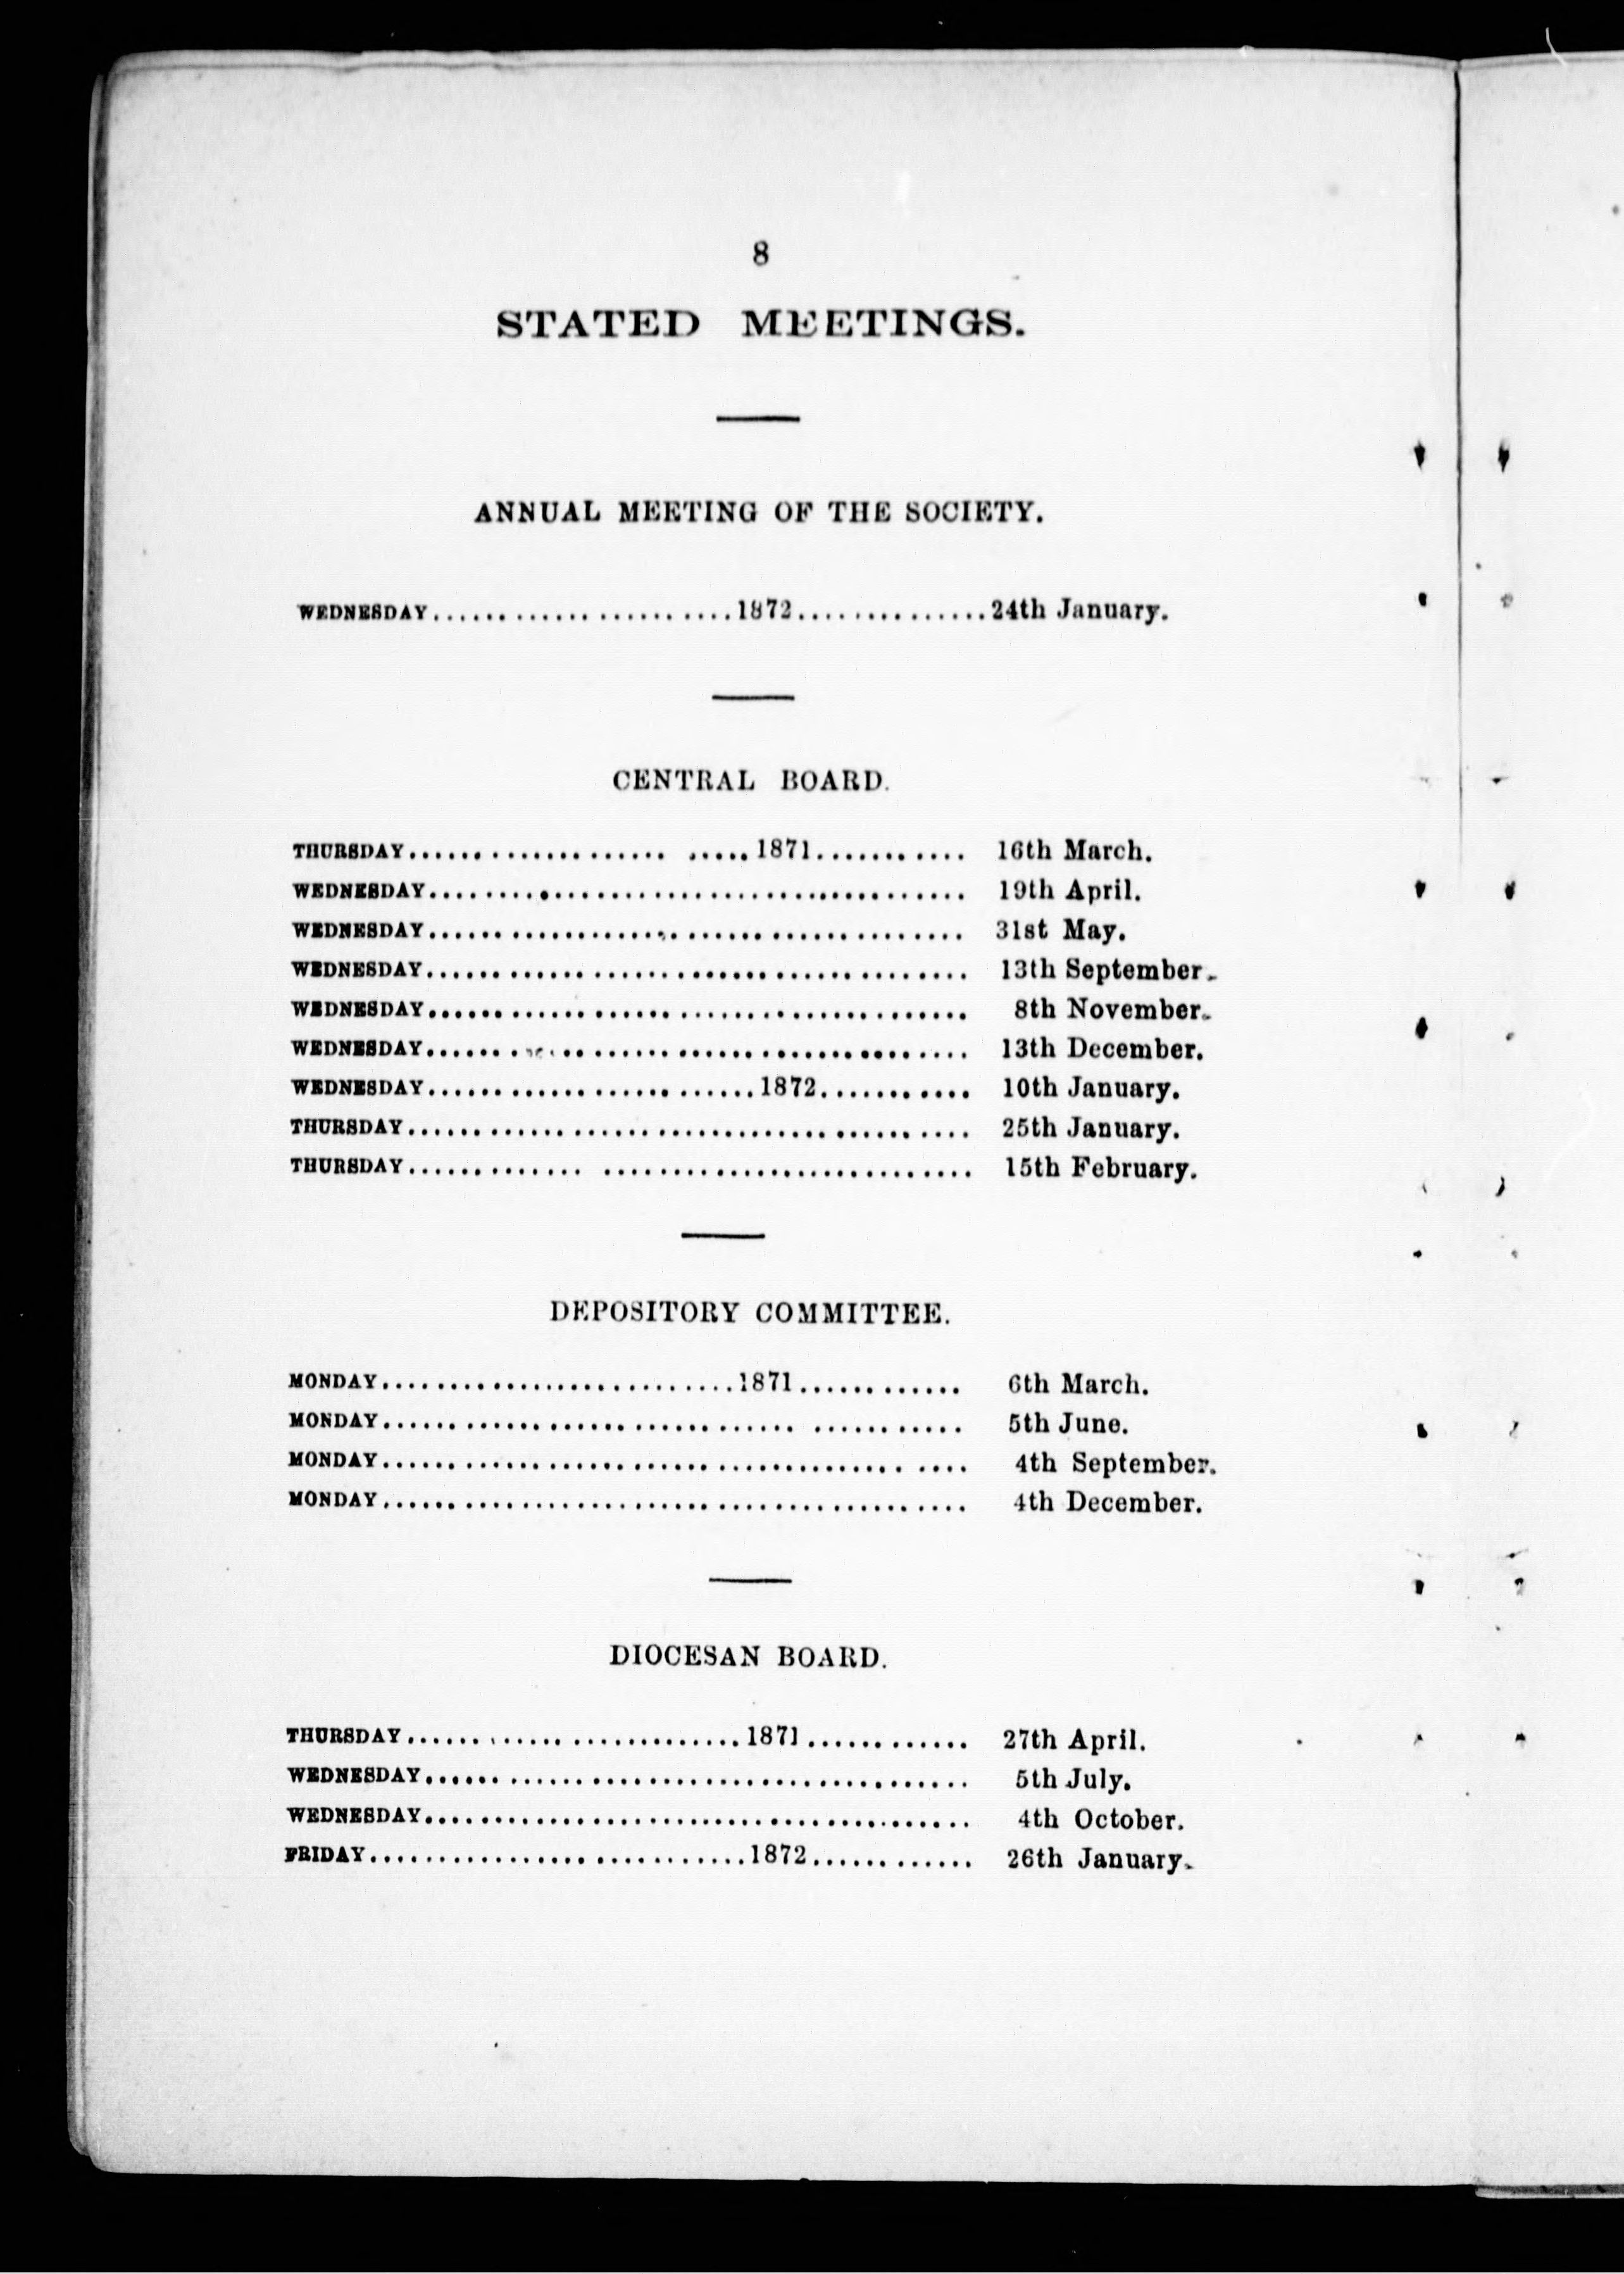 8
STATED MEETINGS.
ANNUAL MEETING OF THE SOCIETY.
WEDNESDAY......................1872..............24th January.
CENTRAL BOARD.
THURSDAY................... .....1871........... 16th March.
WEDNESDAY....................................... 19th April.
WEDNESDAY....................................... 31st May.
WEDNESDAY....................................... 13th September.
WEDNESDAY....................................... 8th November.
WEDNESDAY....................................... 13th December.
WEDNESDAY........................1872........... 10th January.
THURSDAY......................................... 25th January.
THURSDAY............. ........................... 15th February.
DEPOSITORY COMMITTEE.
MONDAY..........................1871............ 6th March.
MONDAY.............................. ........... 5th June.
MONDAY...................................... .... 4th September.
MONDAY.......................................... 4th December.
DIOCESAN BOARD.
THURSDAY........................1871............ 27th April.
WEDNESDAY....................................... 5th July.
WEDNESDAY........................................ 4th October.
FRIDAY............................1872............ 26th January.